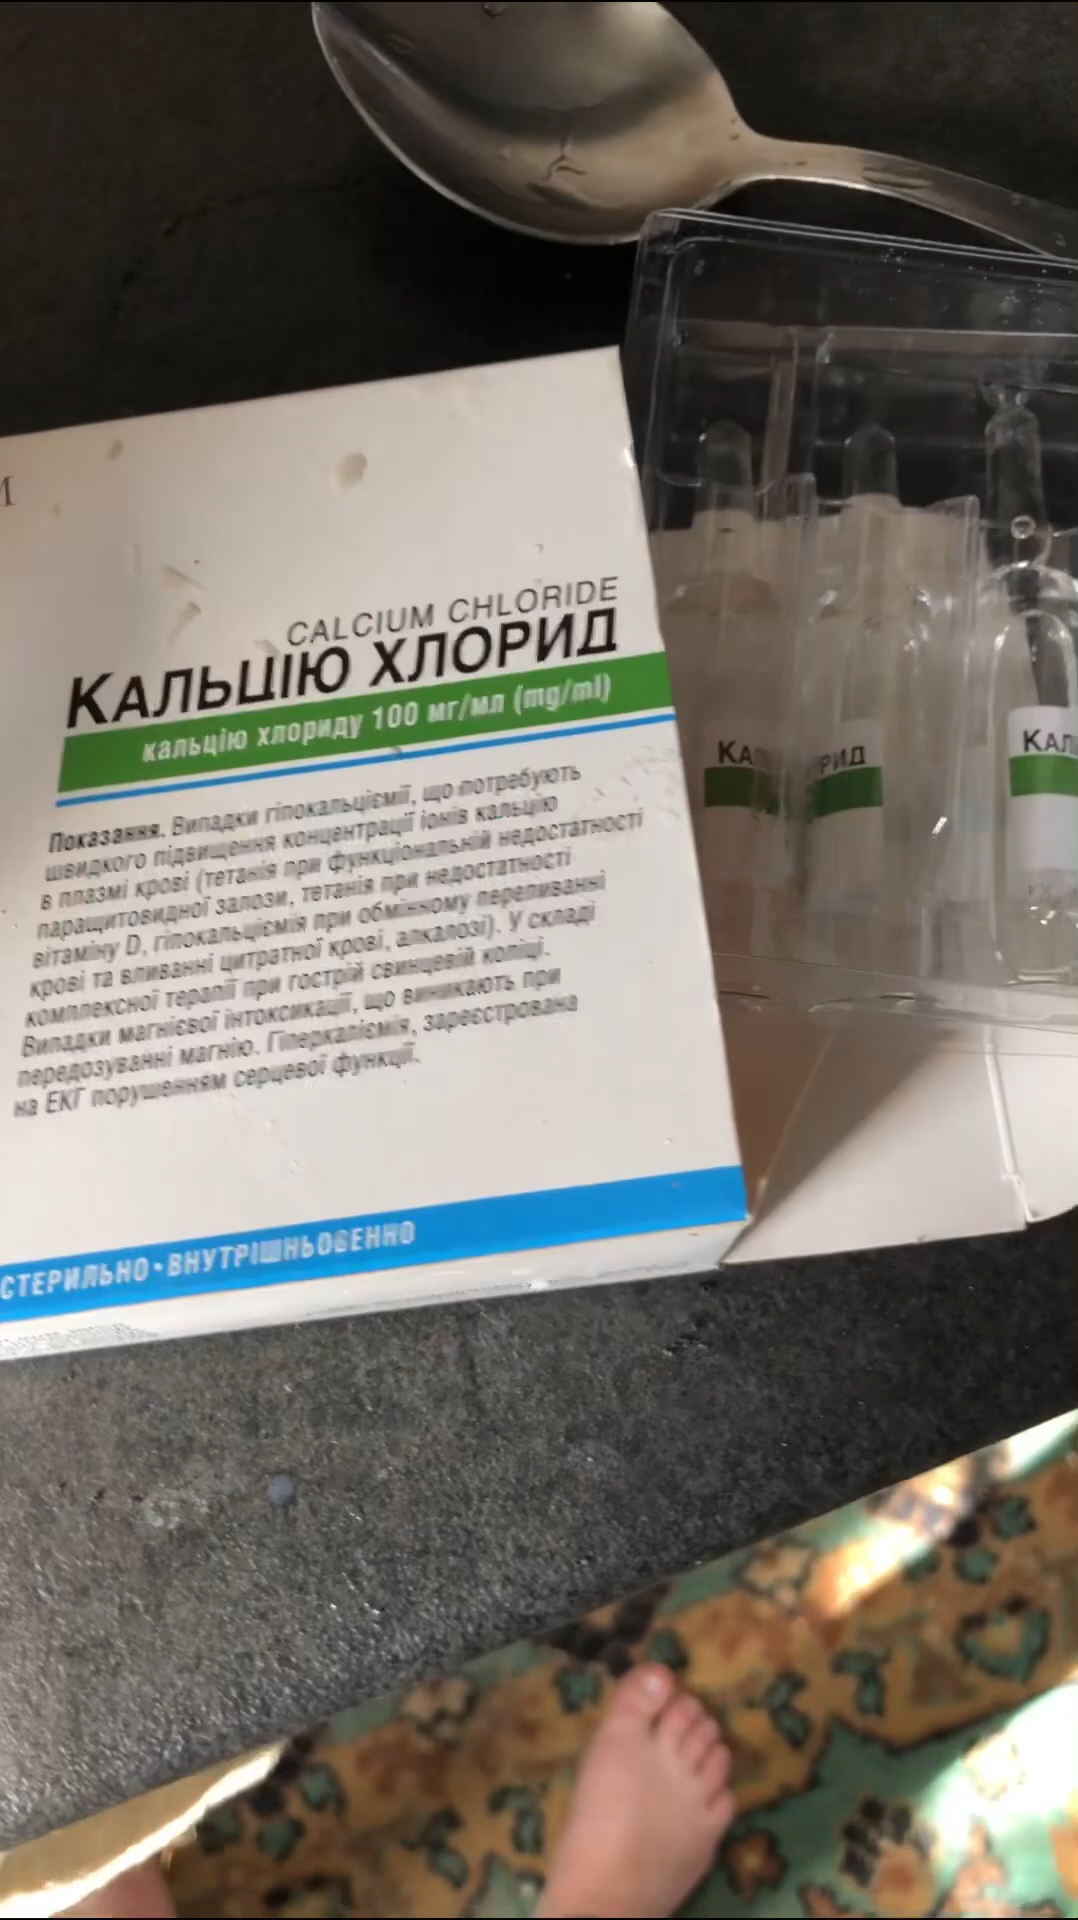 CALCIUM CHLORIDE
КАЛЬЦІЮ ХЛОРИД
кальцію хлориду 100 мг/мл (mg/ml)
Показання. Випадки гіпокальціємії, що потребують
швидкого підвищення концентрації іонів кальцію
в плазмі крові (тетанія при функціональній недостатності
паращитовидної залози, тетанія при недостатності
вітаміну D, гіпокальціємія при обмінному переливанні
крові та вливанні цитратної крові, алкалозі). У складі
комплексної терапії при гострій свинцевій коліці.
Випадки магнієвої інтоксикації, що виникають при
передозуванні магнію. Гіперкаліємія, зареєстрована
на ЕКГ порушенням серцевої функції.
СТЕРИЛЬНО•ВНУТРІШНЬОВЕННО
КА
РИД
КАЛ